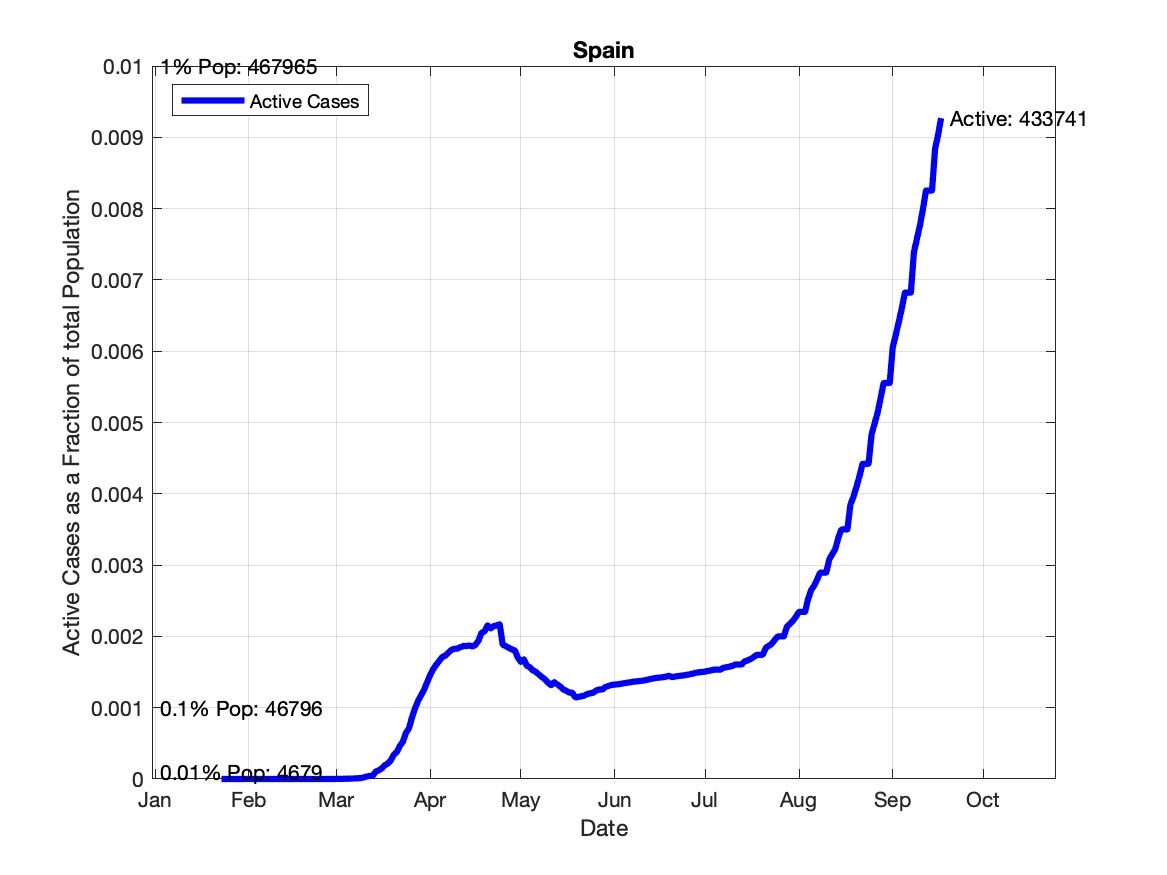 Spain
0.01
1% Pop: 467965
Active Cases
Active: 433741
0.009
0.008
0.007
0.006
0.005
0.004
0.003
0.002
0.001
0.1% Pop: 46796
0
0.01% Pop: 4679
Active Cases as a Fraction of total Population
Jan Feb Mar Apr May Jun Jul Aug Sep Oct
Date